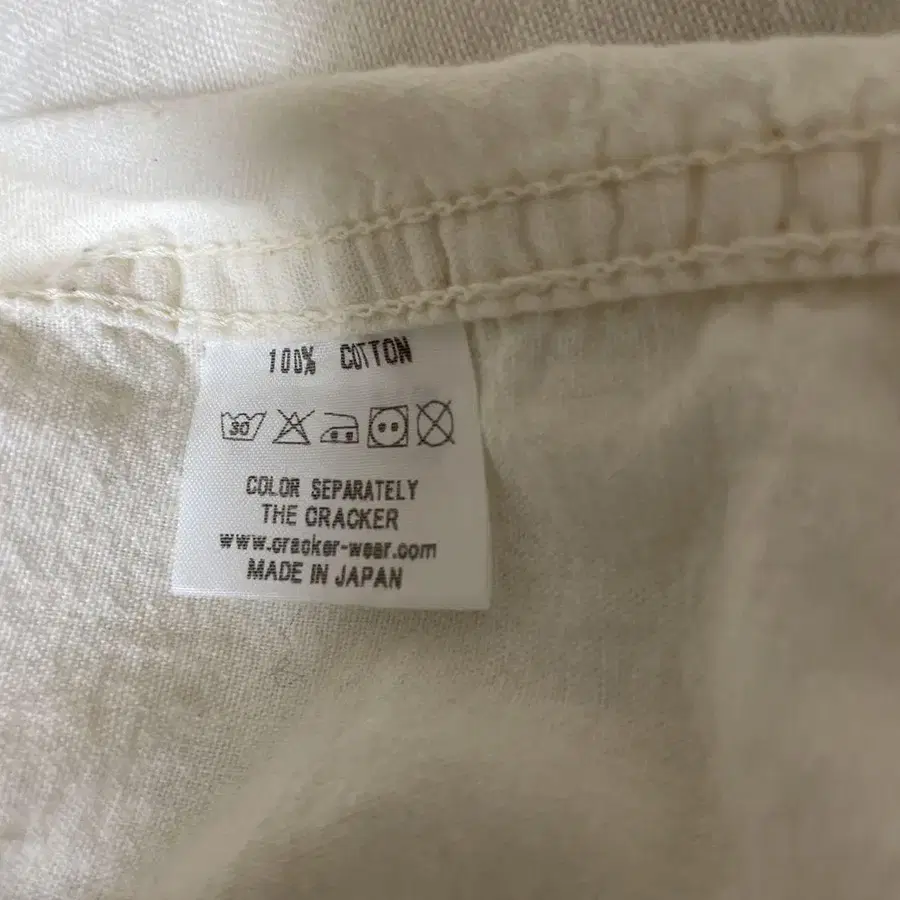 100% COTTON
30
COLOR SEPARATELY
THE CRACKER
www.cracker-wear.com
MADE IN JAPAN